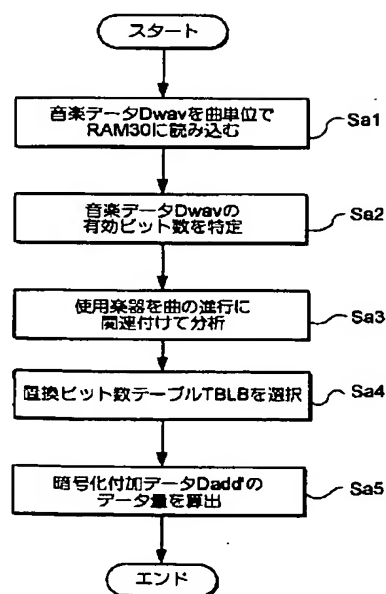 スタート
音楽データDwavを曲単位で
RAM30に読み込む
Sa1
音楽データDwavの
有効ビット数を特定
Sa2
使用楽器を曲の進行に
関連付けて分析
Sa3
置換ビット数テーブルTBLBを選択
Sa4
暗号化付加データDadd'の
データ量を算出
Sa5
エンド